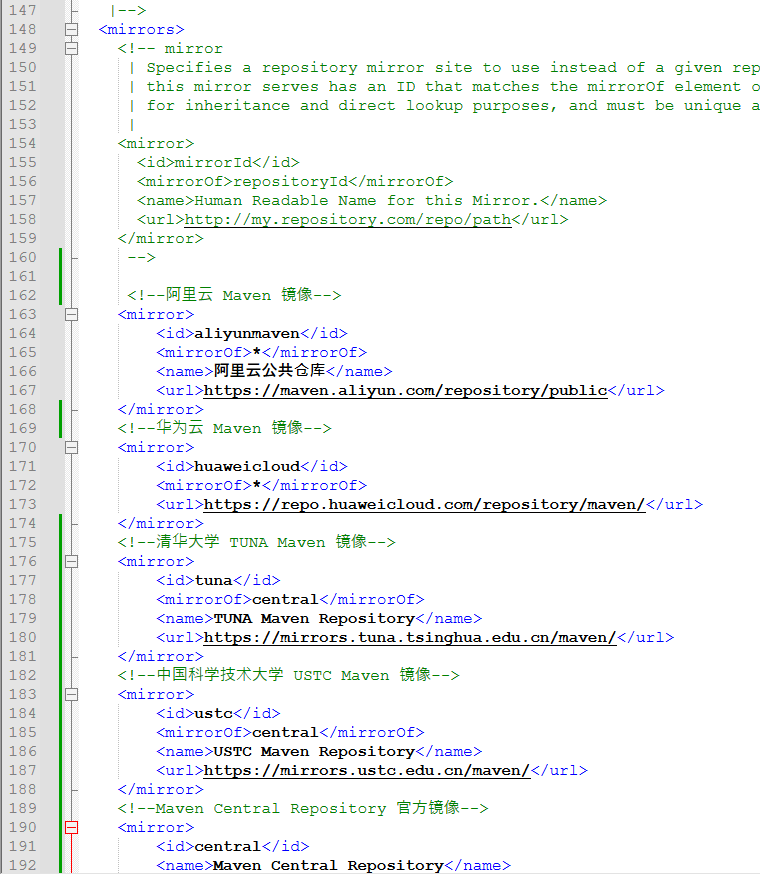 147 |-->
148 <mirrors>
149 <!-- mirror
150 | Specifies a repository mirror site to use instead of a given rep
151 | this mirror serves has an ID that matches the mirrorOf element o
152 | for inheritance and direct lookup purposes, and must be unique a
153 |
154 <mirror>
155 <id>mirrorId</id>
156 <mirrorOf>repositoryId</mirrorOf>
157 <name>Human Readable Name for this Mirror.</name>
158 <url>http://my.repository.com/repo/path</url>
159 </mirror>
160 -->
161
162 <!--阿里云 Maven 镜像-->
163 <mirror>
164 <id>aliyunmaven</id>
165 <mirrorOf>*</mirrorOf>
166 <name>阿里云公共仓库</name>
167 <url>https://maven.aliyun.com/repository/public</url>
168 </mirror>
169 <!--华为云 Maven 镜像-->
170 <mirror>
171 <id>huaweicloud</id>
172 <mirrorOf>*</mirrorOf>
173 <url>https://repo.huaweicloud.com/repository/maven/</url>
174 </mirror>
175 <!--清华大学 TUNA Maven 镜像-->
176 <mirror>
177 <id>tuna</id>
178 <mirrorOf>central</mirrorOf>
179 <name>TUNA Maven Repository</name>
180 <url>https://mirrors.tuna.tsinghua.edu.cn/maven/</url>
181 </mirror>
182 <!--中国科学技术大学 USTC Maven 镜像-->
183 <mirror>
184 <id>ustc</id>
185 <mirrorOf>central</mirrorOf>
186 <name>USTC Maven Repository</name>
187 <url>https://mirrors.ustc.edu.cn/maven/</url>
188 </mirror>
189 <!--Maven Central Repository 官方镜像-->
190 <mirror>
191 <id>central</id>
192 <name>Maven Central Repository</name>